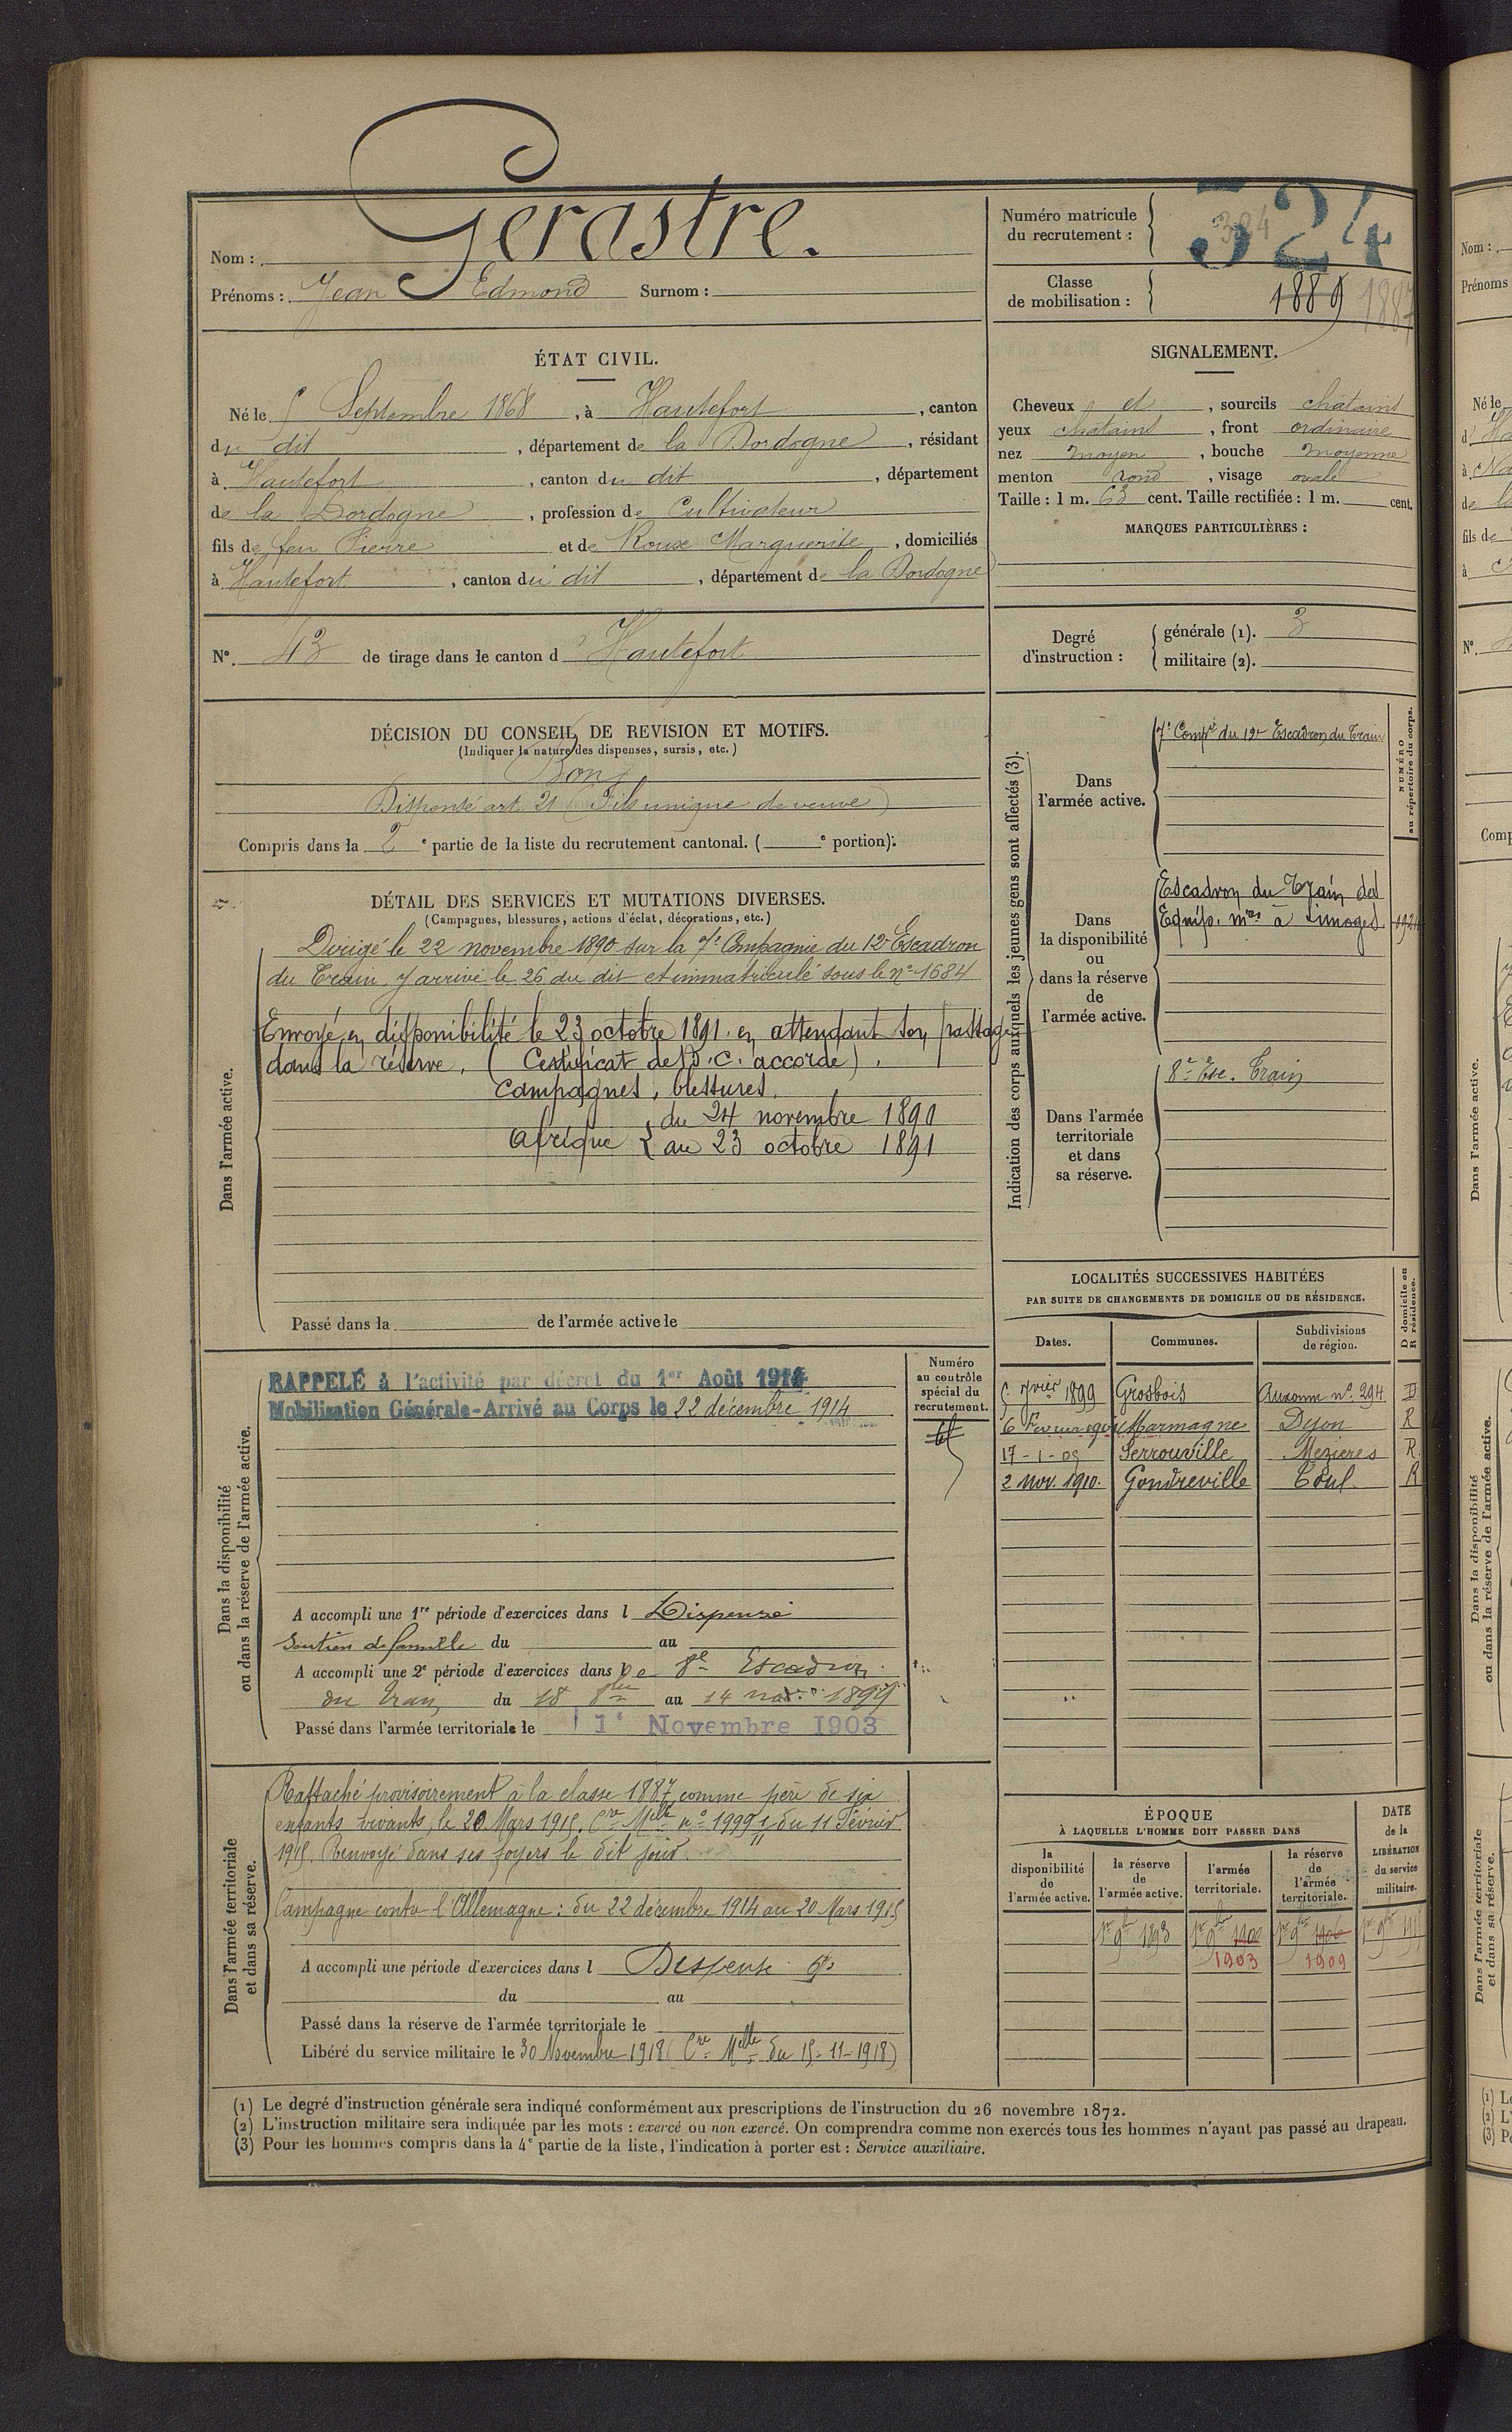 Nom : Gerastre.
Prénoms : Jean Edmond Surnom :
Numéro matricule du recrutement : 324
Classe de mobilisation : 1889 1887
ÉTAT CIVIL.
Né le 5 Septembre 1868, à Hautefort, canton
du dit, département de la Dordogne, résidant
à Hautefort, canton du dit, département
de la Dordogne, profession de Cultivateur
fils de feu Pierre et de Roux Marguerite, domiciliés
à Hautefort, canton du dit, département de la Dordogne
SIGNALEMENT.
Cheveux et, sourcils chatains
yeux chatains, front ordinaire
nez moyen, bouche moyenne
menton rond, visage ovale
Taille : 1 m. 63 cent. Taille rectifiée : 1 m. cent.
MARQUES PARTICULIÈRES :
N° 43 de tirage dans le canton d'Hautefort
Degré d'instruction : générale (1). 3
militaire (2).
DÉCISION DU CONSEIL DE REVISION ET MOTIFS.
(Indiquer la nature des dispenses, sursis, etc.)
Bon
Dispensé art. 21 (Fils unique de veuve)
Compris dans la 2e partie de la liste du recrutement cantonal. ( e portion).
DÉTAIL DES SERVICES ET MUTATIONS DIVERSES.
(Campagnes, blessures, actions d'éclat, décorations, etc.)
Dans l'armée active.
Dirigé le 22 novembre 1890 sur la 7e Compagnie du 12e Escadron
du Train. Y arrivé le 26 du dit et immatriculé sous le n° 1684
Envoyé en disponibilité le 23 octobre 1891 en attendant son passage
dans la réserve. (Certificat de B.C. accordé).
Campagnes, blessures.
Afrique { du 24 novembre 1890
au 23 octobre 1891
Passé dans la de l'armée active le
Indication des corps auxquels les jeunes gens sont affectés (3).
NUMÉRO au répertoire du corps.
Dans l'armée active.
7e Compie du 12e Escadron du Train
Dans la disponibilité ou dans la réserve de l'armée active.
Escadron du Train des
Equip. mres à Limoges.
Dans l'armée territoriale et dans sa réserve.
8e Esc. Train
LOCALITÉS SUCCESSIVES HABITÉES
PAR SUITE DE CHANGEMENTS DE DOMICILE OU DE RÉSIDENCE.
Dates. Communes. Subdivisions de région. D domicile ou R résidence.
1899 Grosbois Auxonne n° 294 D
6 Marmagne Dijon R
17-1-09 Serrouville Mezieres R.
2 nov. 1910. Gondreville Toul R
Dans la disponibilité ou dans la réserve de l'armée active.
Numéro au contrôle spécial du recrutement.
RAPPELÉ à l'activité par décret du 1er Août 1914
Mobilisation Générale-Arrivé au Corps le 22 décembre 1914
A accompli une 1re période d'exercices dans l Dispensé
Soutien de famille du au
A accompli une 2e période d'exercices dans le 8e Escadron
du Train du 18 8bre au 14 1899
Passé dans l'armée territoriale le 1er Novembre 1903
Dans l'armée territoriale et dans sa réserve.
Rattaché provisoirement à la classe 1887, comme père de six
enfants vivants, le 20 Mars 1915. Cre Melle n° 1999 1/11 du 11 Février
1915. Renvoyé dans ses foyers le dit jour.
Campagne contre l'Allemagne : du 22 décembre 1914 au 20 Mars 1915
A accompli une période d'exercices dans l Dispensé
du au
Passé dans la réserve de l'armée territoriale le
Libéré du service militaire le 30 Novembre 1918 (Cre Melle du 15-11-1918)
ÉPOQUE
À LAQUELLE L'HOMME DOIT PASSER DANS
la disponibilité de l'armée active. la réserve de l'armée active. l'armée territoriale. la réserve de l'armée territoriale. DATE de la LIBÉRATION du service militaire.
1er 9bre 1893 1er 9bre 1900 1er 9bre 1906 1er 9bre
1903 1909
(1) Le degré d'instruction générale sera indiqué conformément aux prescriptions de l'instruction du 26 novembre 1872.
(2) L'instruction militaire sera indiquée par les mots : exercé ou non exercé. On comprendra comme non exercés tous les hommes n'ayant pas passé au drapeau.
(3) Pour les hommes compris dans la 4e partie de la liste, l'indication à porter est : Service auxiliaire.